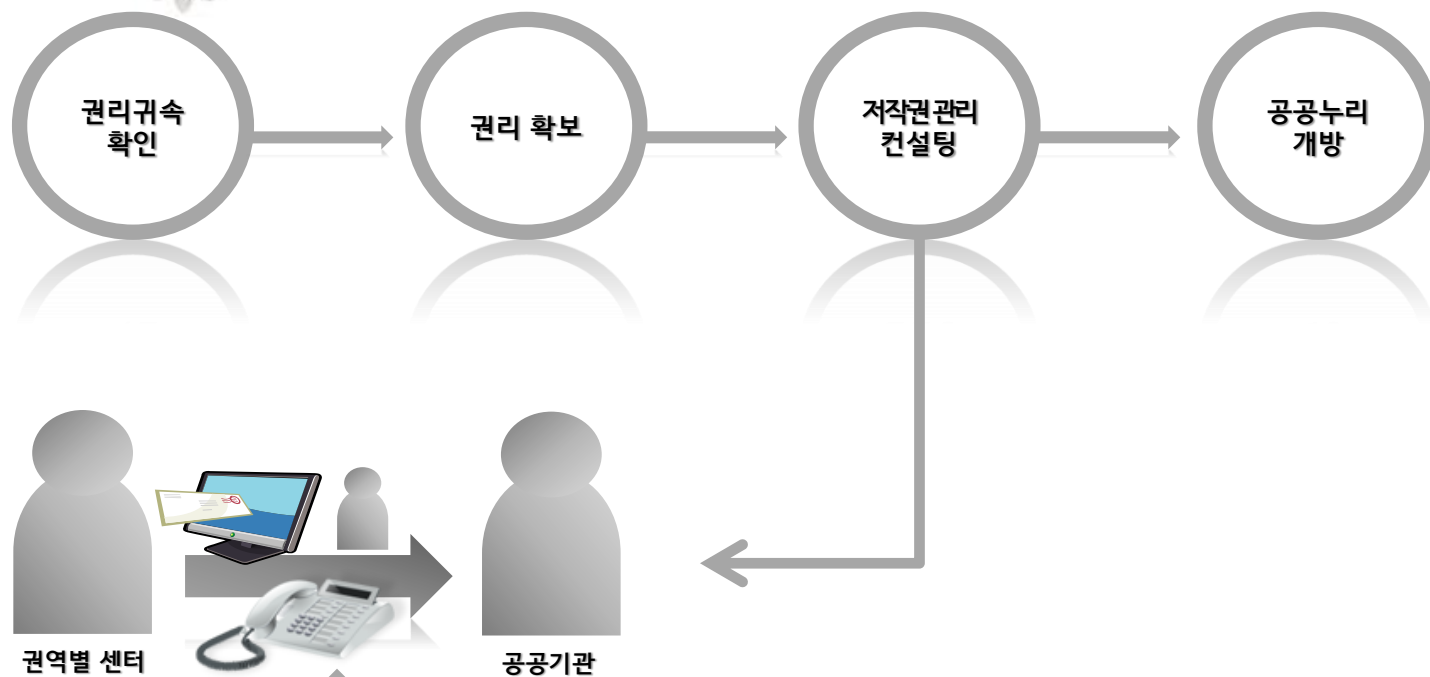 권리귀속
확인
권리 확보
저작권관리
컨설팅
공공누리
개방
권역별 센터
공공기관